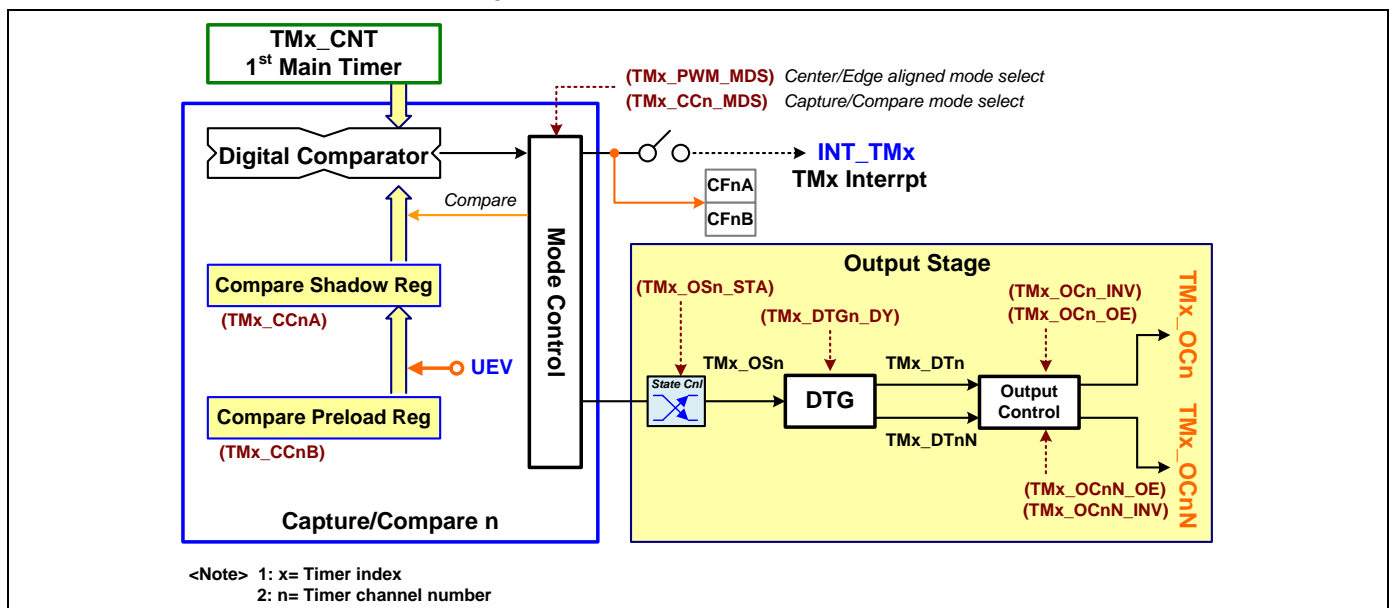 TMx_CNT
1st Main Timer
(TMx_PWM_MDS) Center/Edge aligned mode select
(TMx_CCn_MDS) Capture/Compare mode select
Digital Comparator
INT_TMx
TMx Interrpt
CFnA
CFnB
Compare
Mode Control
Compare Shadow Reg
(TMx_CCnA)
UEV
Compare Preload Reg
(TMx_CCnB)
Capture/Compare n
Output Stage
(TMx_OSn_STA)
(TMx_OCn_INV)
(TMx_OCn_OE)
(TMx_DTGn_DY)
TMx_OSn
State Cnl
DTG
TMx_DTn
TMx_DTnN
Output
Control
TMx_OCn
TMx_OCnN
(TMx_OCnN_OE)
(TMx_OCnN_INV)
<Note> 1: x= Timer index
2: n= Timer channel number